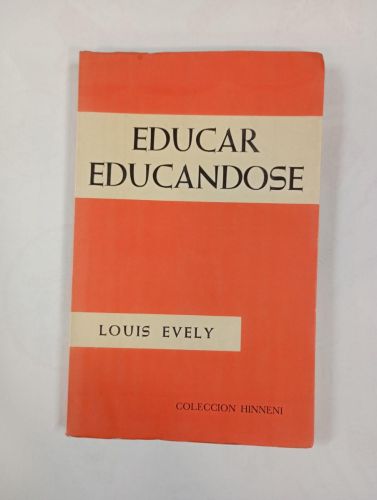 EDUCAR
EDUCANDOSE
LOUIS EVELY
COLECCION HINNENI